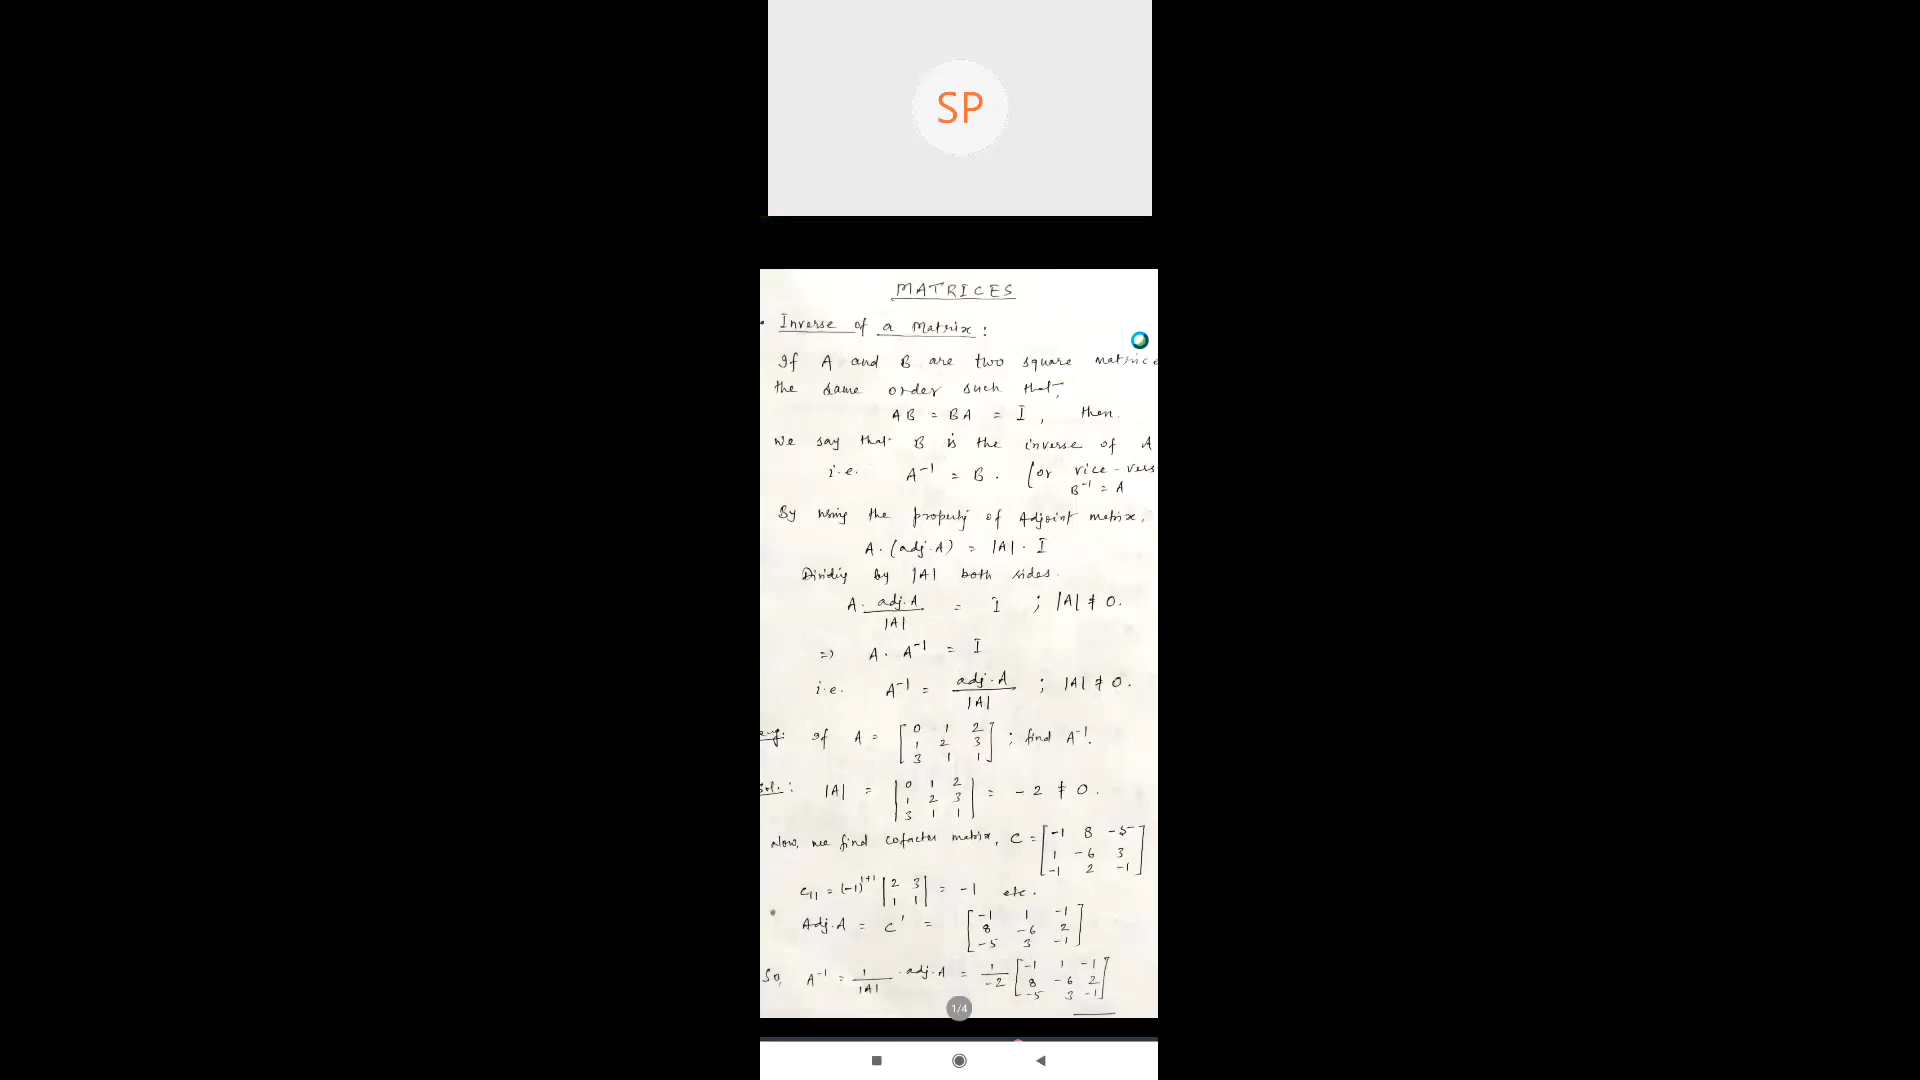 SP
MATRICES
• Inverse of a Matrix :
If A and B are two square matrice
the same order such that,
AB = BA = I , then.
We say that B is the inverse of A
i.e. A⁻¹ = B . (or vice-vers
B⁻¹ = A
By using the property of Adjoint matrix,
A · (adj. A) = |A| · I
Dividing by |A| both sides.
A · adj. A / |A| = I ; |A| ≠ 0.
=> A · A⁻¹ = I
i.e. A⁻¹ = adj. A / |A| ; |A| ≠ 0.
eng: If A = [0 1 2
1 2 3
3 1 1] ; find A⁻¹.
Sol. : |A| = |0 1 2
1 2 3
3 1 1| = -2 ≠ 0.
Now, we find cofactor matrix, C = [-1 8 -5
1 -6 3
-1 2 -1]
C₁₁ = (-1)¹⁺¹ |2 3
1 1| = -1 etc.
Adj. A = C' = [-1 1 -1
8 -6 2
-5 3 -1]
So, A⁻¹ = 1/|A| · adj. A = 1/-2 [-1 1 -1
8 -6 2
-5 3 -1]
1/4